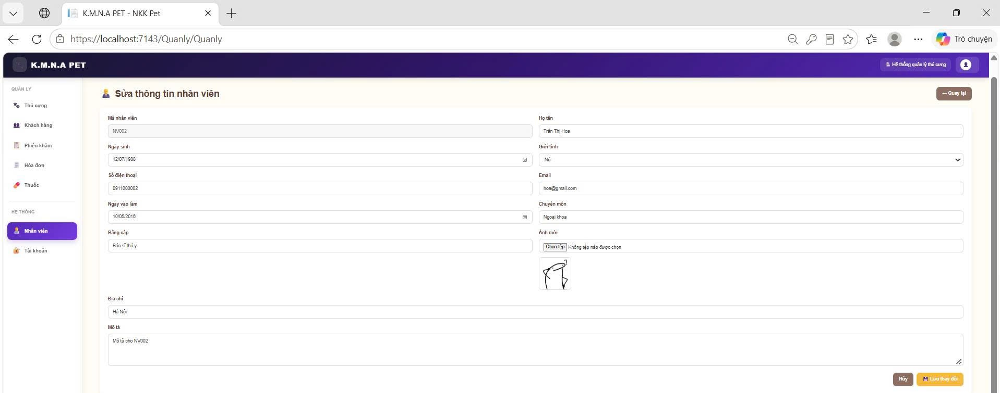 K.M.N.A PET - NKK Pet
https://localhost:7143/Quanly/Quanly
Trò chuyện
K.M.N.A PET
Hệ thống quản lý thú cưng
QUẢN LÝ
Thú cưng
Khách hàng
Phiếu khám
Hóa đơn
Thuốc
HỆ THỐNG
Nhân viên
Tài khoản
Sửa thông tin nhân viên
← Quay lại
Mã nhân viên
NV002
Họ tên
Trần Thị Hoa
Ngày sinh
12/07/1988
Giới tính
Nữ
Số điện thoại
0911000002
Email
hoa@gmail.com
Ngày vào làm
10/05/2016
Chuyên môn
Ngoại khoa
Bằng cấp
Bác sĩ thú y
Ảnh mới
Chọn tệp Không tệp nào được chọn
Địa chỉ
Hà Nội
Mô tả
Mô tả cho NV002
Hủy
Lưu thay đổi